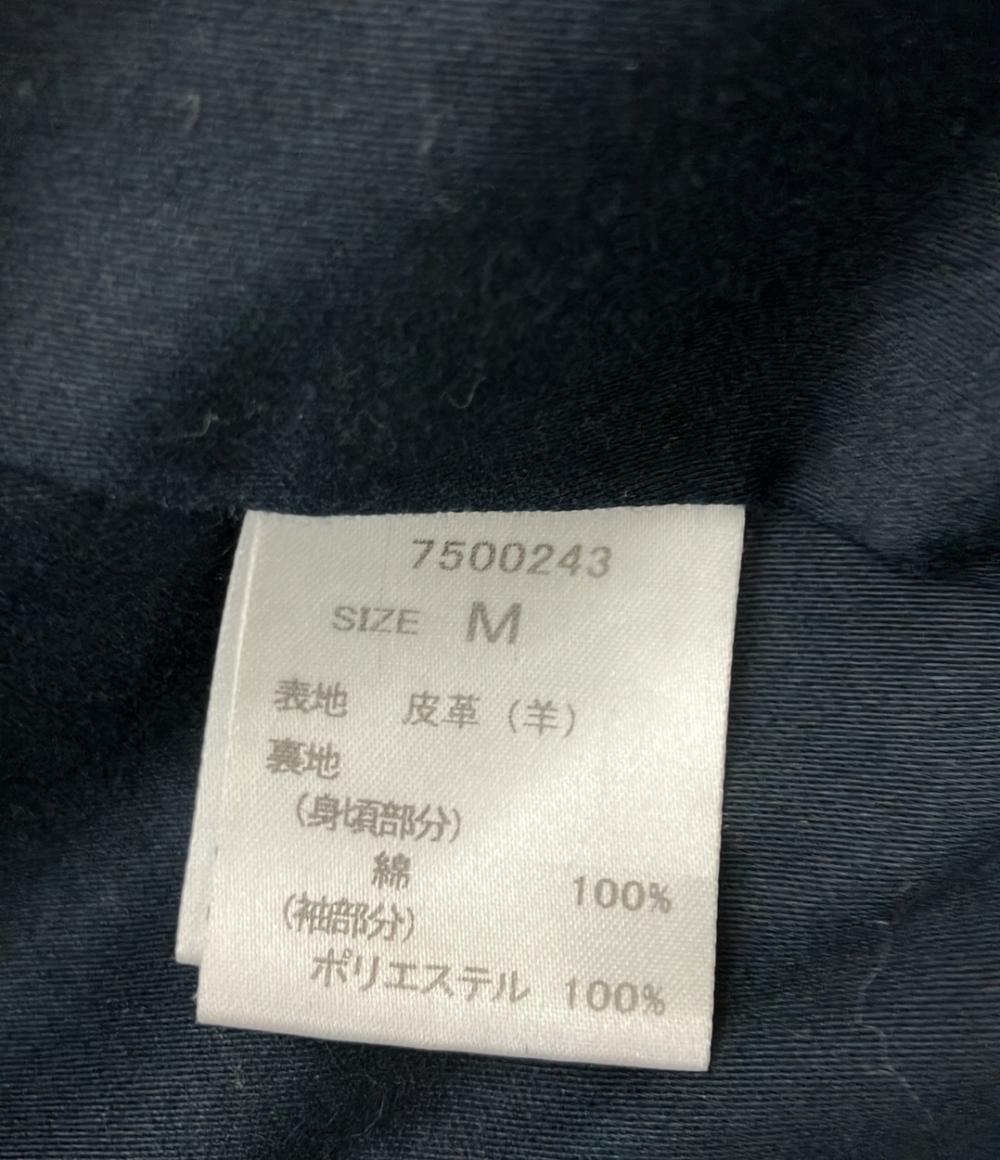 7500243
SIZE M
表地 皮革（羊）
裏地
（身頃部分）
綿 100%
（袖部分）
ポリエステル 100%